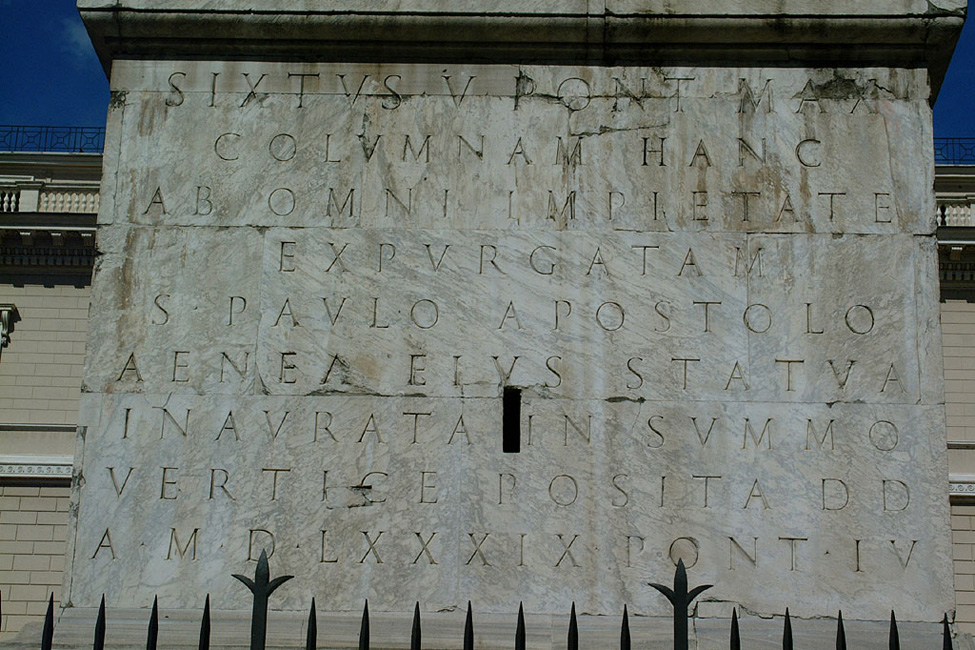 SIXTVS · V · PONT · MAX
COLVMNAM HANC
AB OMNI IMPIETATE
EXPVRGATAM
S · PAVLO APOSTOLO
AENEA EIVS STATVA
INAVRATA IN SVMMO
VERTICE POSITA DD
A · M · D · LXXXIX PONT · IV